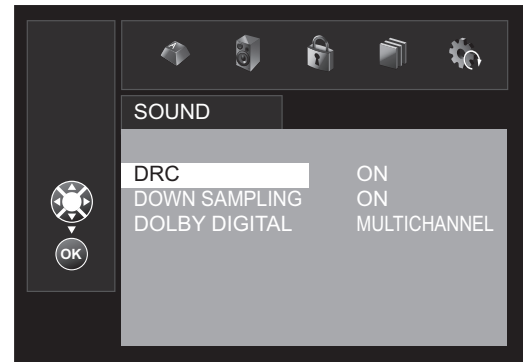 SOUND
DRC ON
DOWN SAMPLING ON
DOLBY DIGITAL MULTICHANNEL
OK